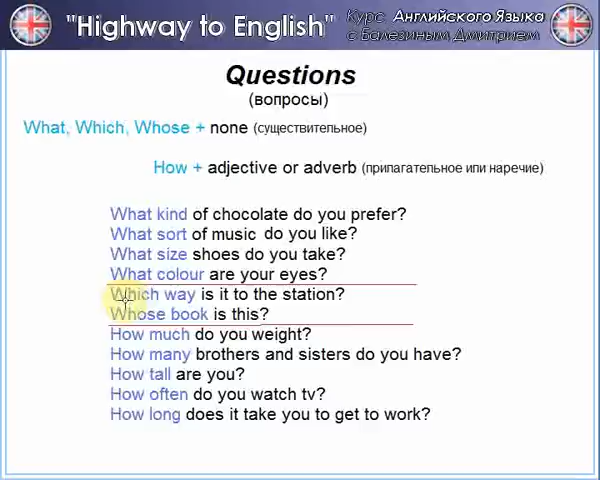 "Highway to English" Курс Английского Языка
с Балезиным Дмитрием
Questions
(вопросы)
What, Which, Whose + none (существительное)
How + adjective or adverb (прилагательное или наречие)
What kind of chocolate do you prefer?
What sort of music do you like?
What size shoes do you take?
What colour are your eyes?
Which way is it to the station?
Whose book is this?
How much do you weight?
How many brothers and sisters do you have?
How tall are you?
How often do you watch tv?
How long does it take you to get to work?